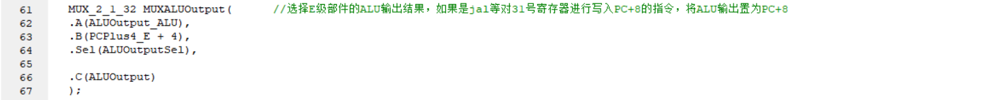 61 MUX_2_1_32 MUXALUOutput( //选择E级部件的ALU输出结果，如果是jal等对31号寄存器进行写入PC+8的指令，将ALU输出置为PC+8
62 .A(ALUOutput_ALU),
63 .B(PCPlus4_E + 4),
64 .Sel(ALUOutputSel),
65
66 .C(ALUOutput)
67 );